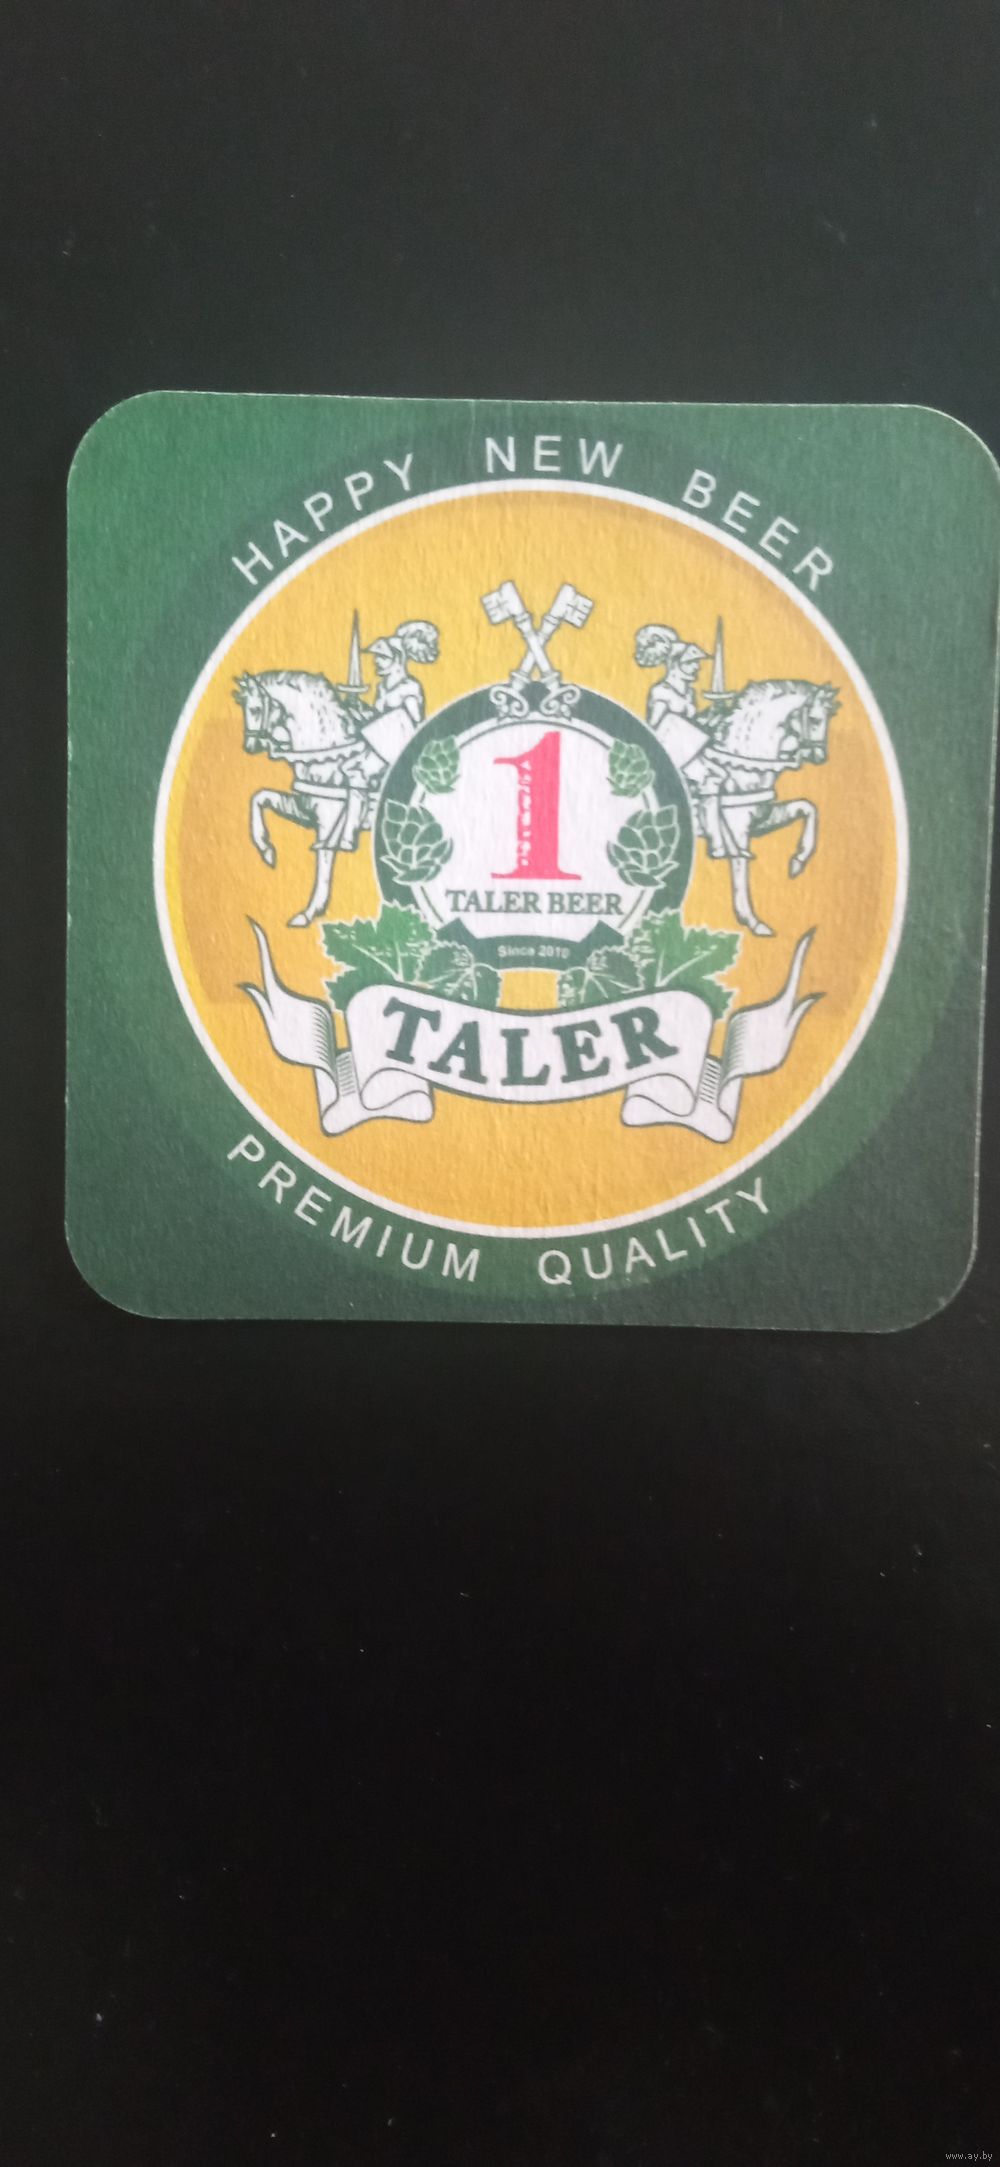 HAPPY NEW BEER
1
TALER BEER
Since 2010
TALER
PREMIUM QUALITY
www.ay.by